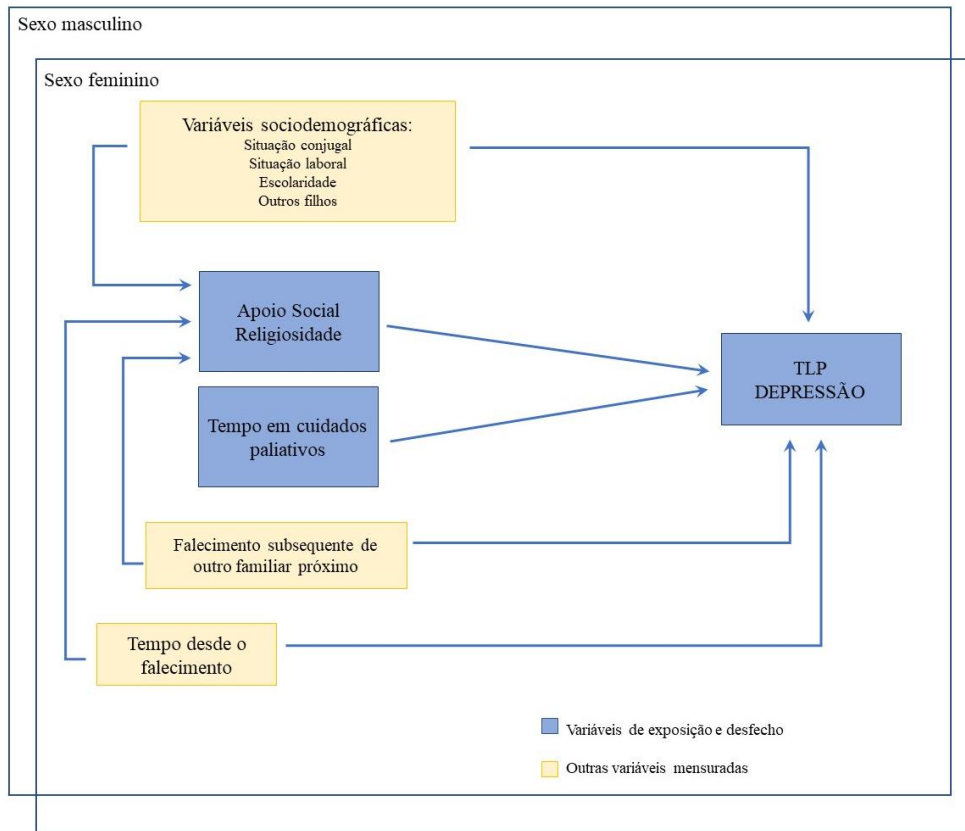 Sexo masculino
Sexo feminino
Variáveis sociodemográficas:
Situação conjugal
Situação laboral
Escolaridade
Outros filhos
Apoio Social
Religiosidade
TLP
DEPRESSÃO
Tempo em cuidados
paliativos
Falecimento subsequente de
outro familiar próximo
Tempo desde o
falecimento
Variáveis de exposição e desfecho
Outras variáveis mensuradas